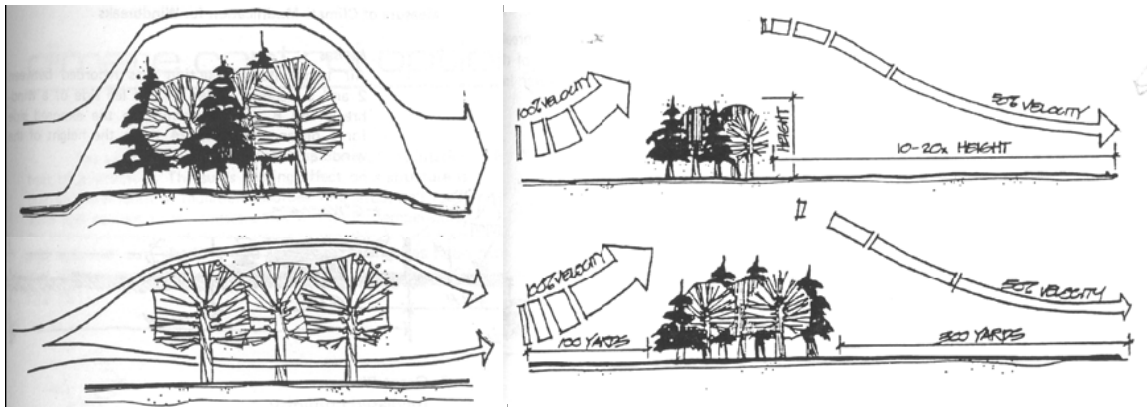 100% VELOCITY
HEIGHT
50% VELOCITY
10-20x HEIGHT
100% VELOCITY
50% VELOCITY
100 YARDS
300 YARDS